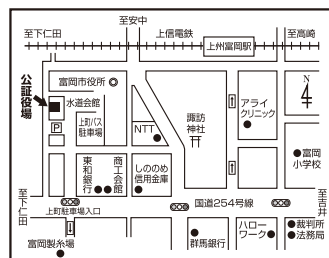 至安中
至下仁田
上信電鉄
上州富岡駅
至高崎
公証役場
富岡市役所
水道会館
P
上町バス
駐車場
NTT
諏訪
神社
アライ
クリニック
N
富岡
小学校
東和銀行
商工会館
しののめ
信用金庫
至下仁田
上町駐車場入口
国道254号線
至吉井
富岡製糸場
群馬銀行
ハロー
ワーク
裁判所
法務局